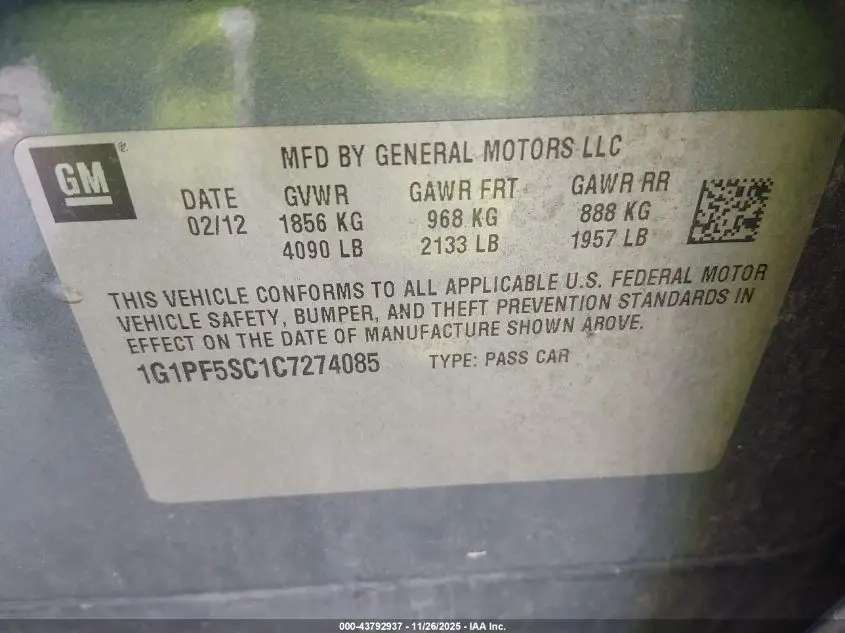 GM®
MFD BY GENERAL MOTORS LLC
DATE GVWR GAWR FRT GAWR RR
02/12 1856 KG 968 KG 888 KG
4090 LB 2133 LB 1957 LB
THIS VEHICLE CONFORMS TO ALL APPLICABLE U.S. FEDERAL MOTOR
VEHICLE SAFETY, BUMPER, AND THEFT PREVENTION STANDARDS IN
EFFECT ON THE DATE OF MANUFACTURE SHOWN ABOVE.
1G1PF5SC1C7274085 TYPE: PASS CAR
000-43792937 - 11/26/2025 - IAA Inc.